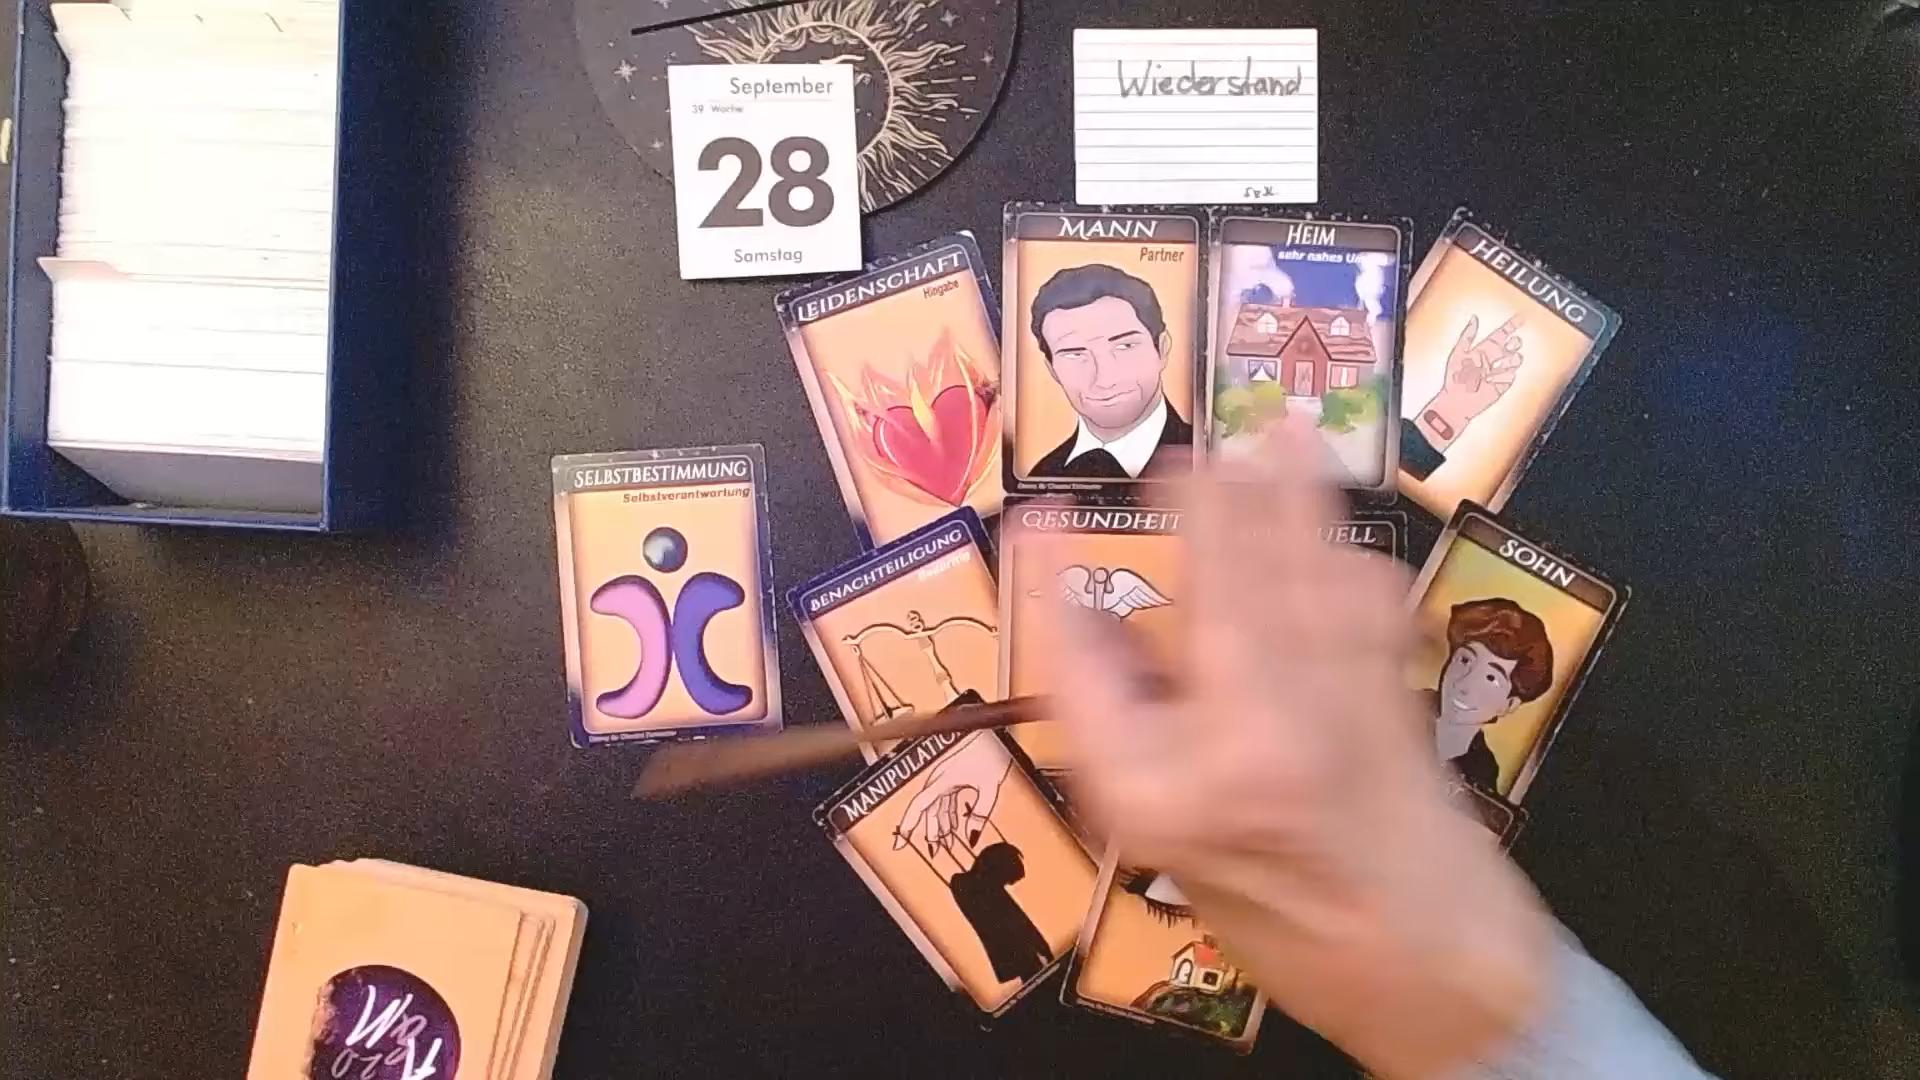 September
39 Woche
28
Samstag
Wiederstand
LEIDENSCHAFT
Hingabe
MANN
Partner
HEIM
sehr nahes
HEILUNG
SELBSTBESTIMMUNG
Selbstverantwortung
BENACHTEILIGUNG
GESUNDHEIT
SOHN
MANIPULATION